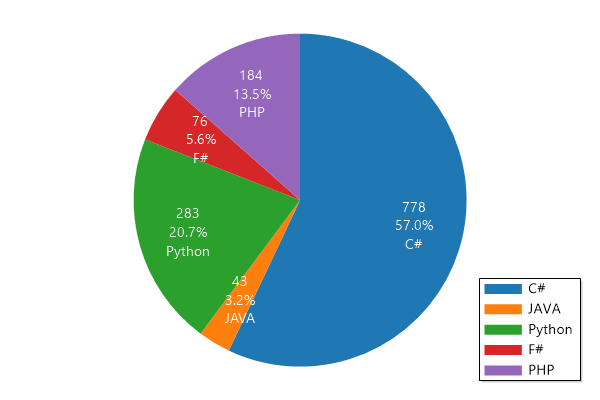 184
13.5%
PHP
76
5.6%
F#
778
57.0%
C#
283
20.7%
Python
43
3.2%
JAVA
C#
JAVA
Python
F#
PHP